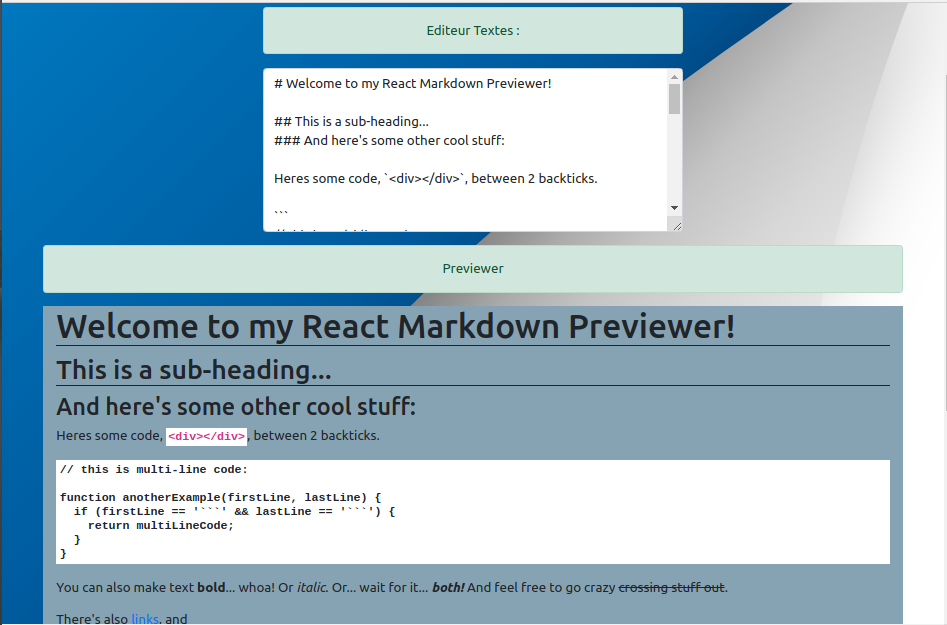 Editeur Textes :
# Welcome to my React Markdown Previewer!
## This is a sub-heading...
### And here's some other cool stuff:
Heres some code, `<div></div>`, between 2 backticks.
```
Previewer
Welcome to my React Markdown Previewer!
This is a sub-heading...
And here's some other cool stuff:
Heres some code, <div></div>, between 2 backticks.
// this is multi-line code:
function anotherExample(firstLine, lastLine) {
  if (firstLine == '```' && lastLine == '```') {
    return multiLineCode;
  }
}
You can also make text bold... whoa! Or italic. Or... wait for it... both! And feel free to go crazy crossing stuff out.
There's also links, and